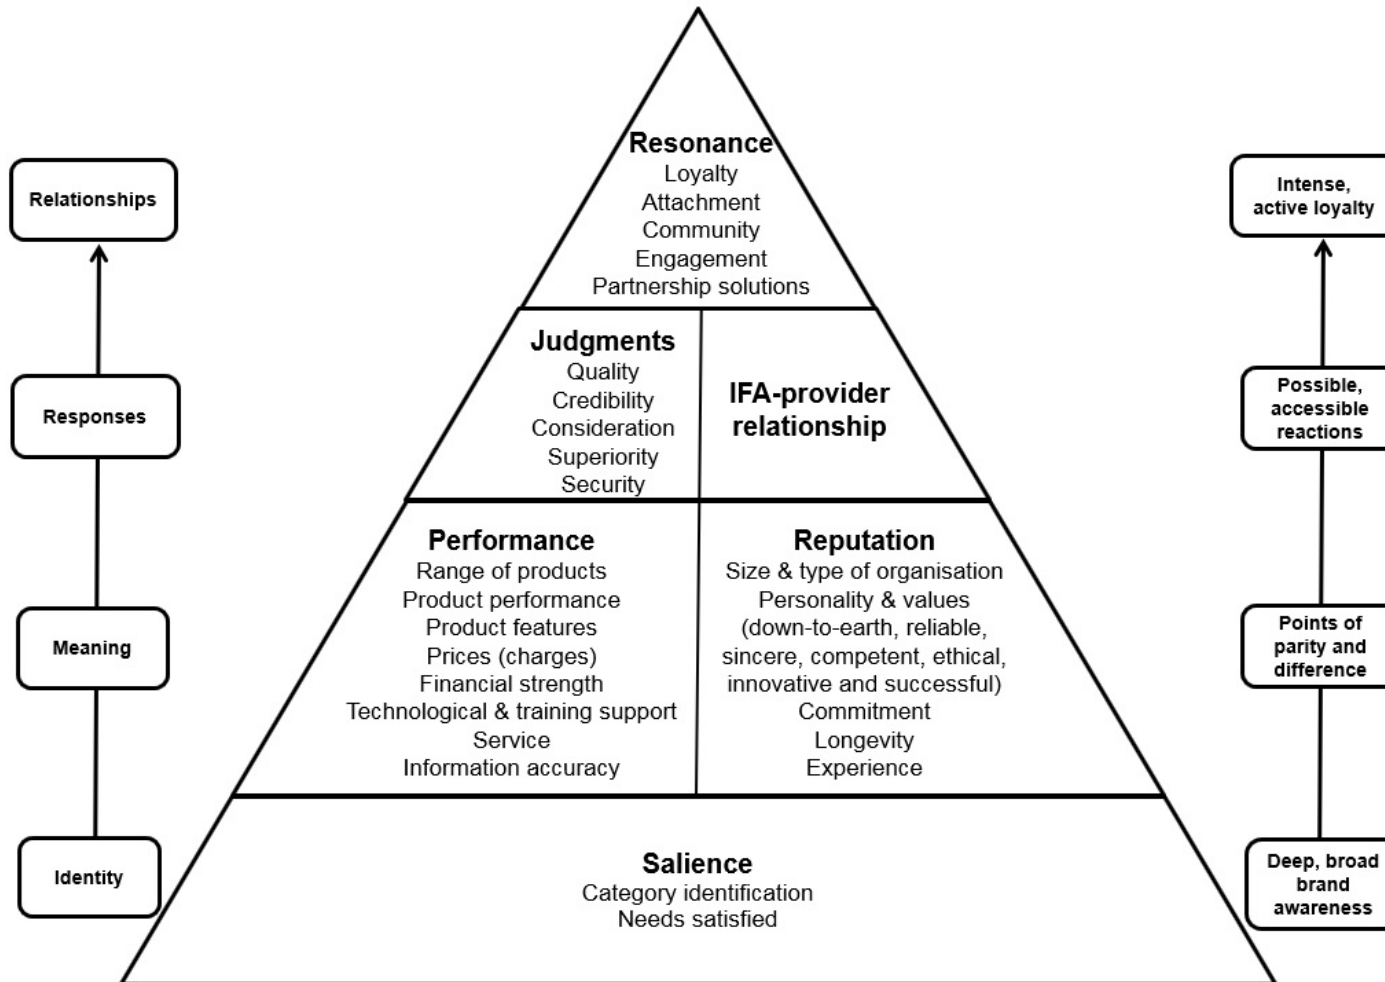 Resonance
Loyalty
Attachment
Community
Engagement
Partnership solutions
Relationships
Intense,
active loyalty
Judgments
Quality
Credibility
Consideration
Superiority
Security
IFA-provider
relationship
Responses
Possible,
accessible
reactions
Performance
Range of products
Product performance
Product features
Prices (charges)
Financial strength
Technological & training support
Service
Information accuracy
Reputation
Size & type of organisation
Personality & values
(down-to-earth, reliable,
sincere, competent, ethical,
innovative and successful)
Commitment
Longevity
Experience
Meaning
Points of
parity and
difference
Salience
Category identification
Needs satisfied
Identity
Deep, broad
brand
awareness